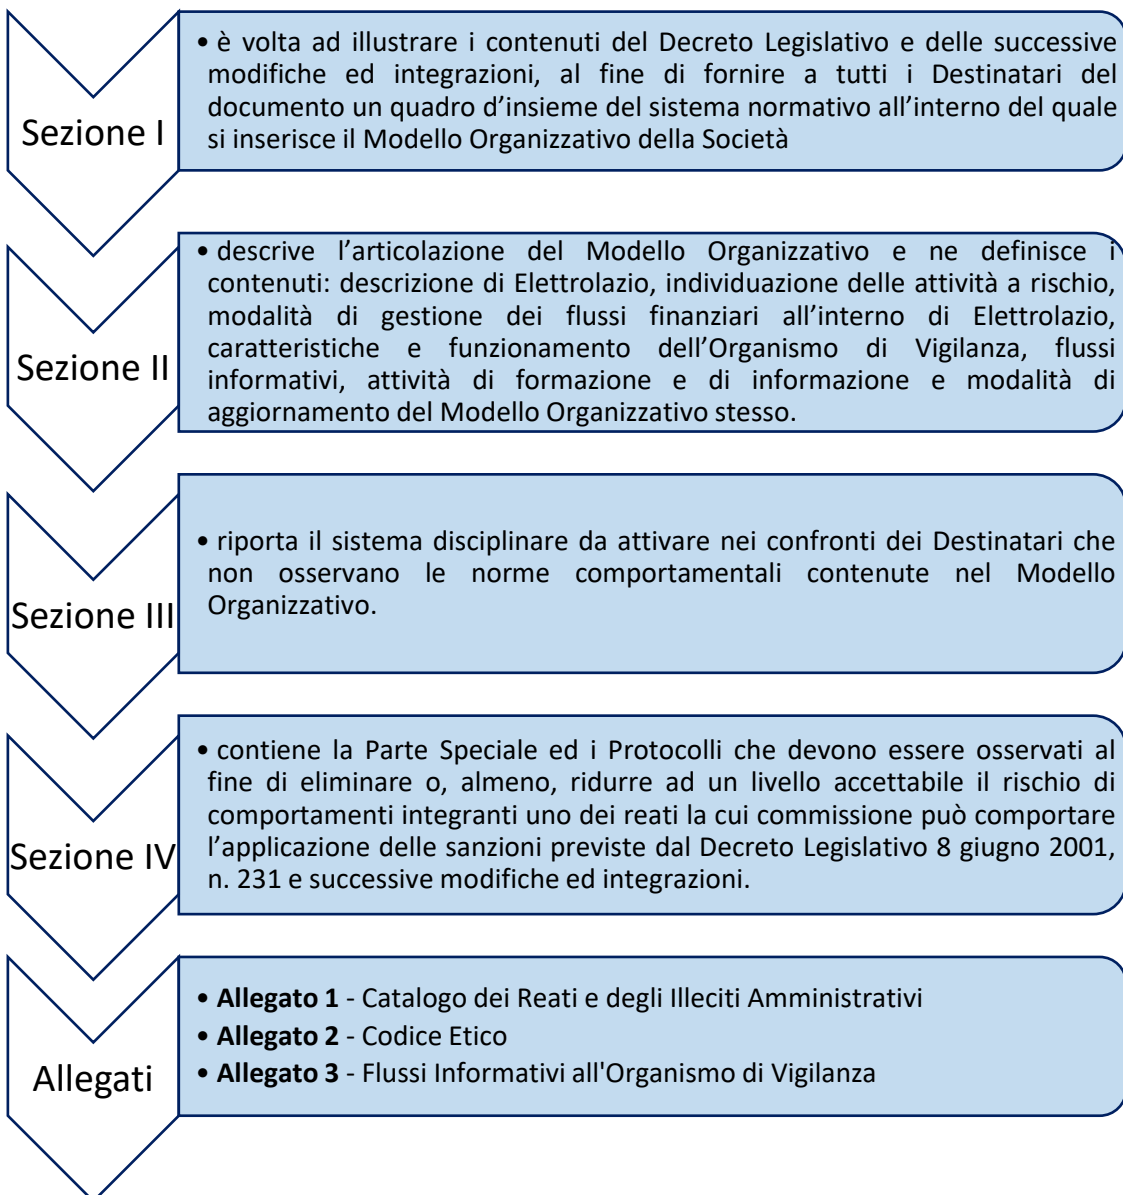 Sezione I
• è volta ad illustrare i contenuti del Decreto Legislativo e delle successive
modifiche ed integrazioni, al fine di fornire a tutti i Destinatari del
documento un quadro d’insieme del sistema normativo all’interno del quale
si inserisce il Modello Organizzativo della Società
Sezione II
• descrive l’articolazione del Modello Organizzativo e ne definisce i
contenuti: descrizione di Elettrolazio, individuazione delle attività a rischio,
modalità di gestione dei flussi finanziari all’interno di Elettrolazio,
caratteristiche e funzionamento dell’Organismo di Vigilanza, flussi
informativi, attività di formazione e di informazione e modalità di
aggiornamento del Modello Organizzativo stesso.
Sezione III
• riporta il sistema disciplinare da attivare nei confronti dei Destinatari che
non osservano le norme comportamentali contenute nel Modello
Organizzativo.
Sezione IV
• contiene la Parte Speciale ed i Protocolli che devono essere osservati al
fine di eliminare o, almeno, ridurre ad un livello accettabile il rischio di
comportamenti integranti uno dei reati la cui commissione può comportare
l’applicazione delle sanzioni previste dal Decreto Legislativo 8 giugno 2001,
n. 231 e successive modifiche ed integrazioni.
Allegati
• Allegato 1 - Catalogo dei Reati e degli Illeciti Amministrativi
• Allegato 2 - Codice Etico
• Allegato 3 - Flussi Informativi all'Organismo di Vigilanza